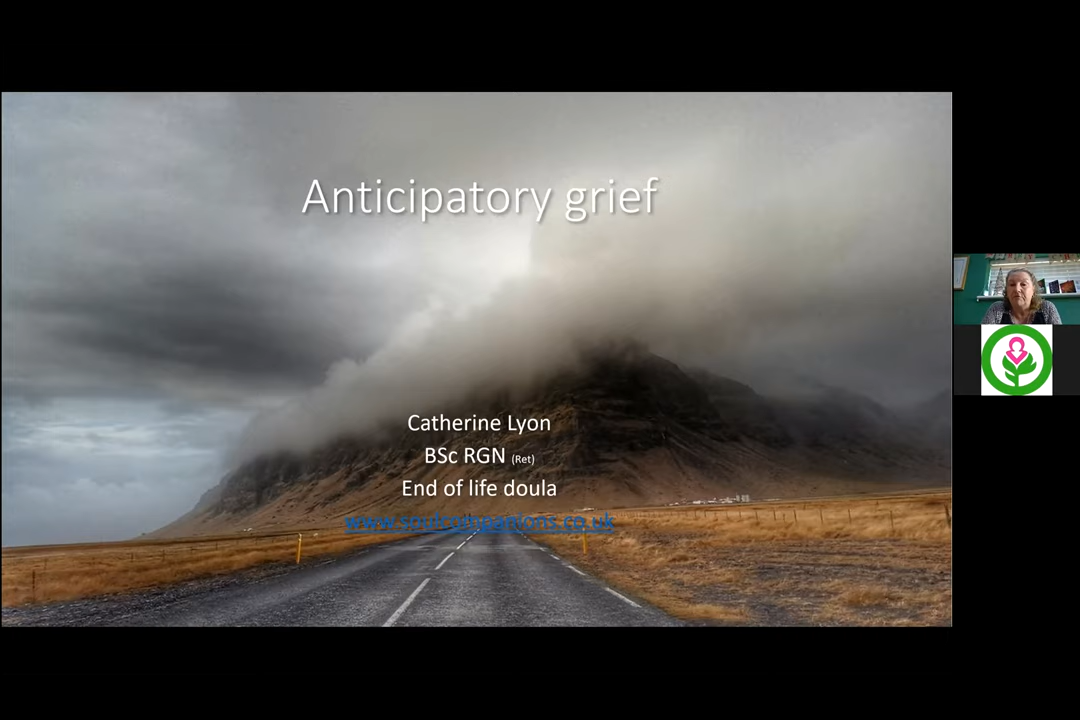 Anticipatory grief
Catherine Lyon
BSc RGN (Ret)
End of life doula
www.soulcompanions.co.uk